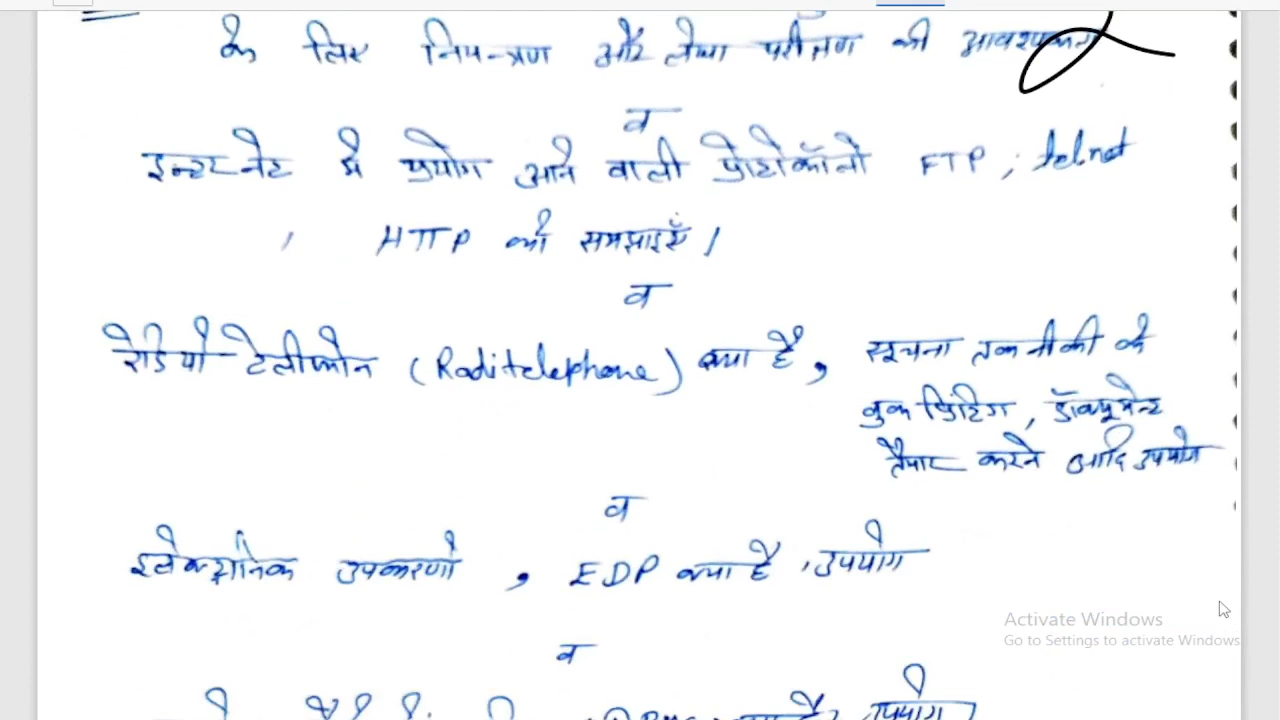 के लिए नियन्त्रण और लेखा परीक्षण की आवश्यकता
व
इन्टरनेट मे प्रयोग आने वाली प्रोटोकॉलो FTP, telnet
, HTTP को समझाइएँ।
व
रेडियो टेलीफोन (Raditelephone) क्या है, सूचना तकनीकी के
बुक प्रिंटिंग, डॉक्यूमेन्ट
तैयार करने आदि उपयोग
व
इलेक्ट्रोनिक उपकरणो, EDP क्या है, उपयोग
Activate Windows
Go to Settings to activate Windows
व
क्या है, उपयोग